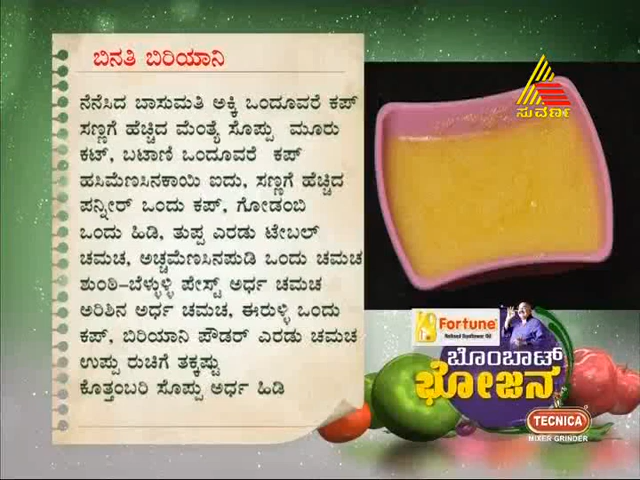 ಬಿನತಿ ಬಿರಿಯಾನಿ
ನೆನೆಸಿದ ಬಾಸುಮತಿ ಅಕ್ಕಿ ಒಂದೂವರೆ ಕಪ್
ಸಣ್ಣಗೆ ಹೆಚ್ಚಿದ ಮೆಂತ್ಯೆ ಸೊಪ್ಪು ಮೂರು
ಕಟ್, ಬಟಾಣಿ ಒಂದೂವರೆ ಕಪ್
ಹಸಿಮೆಣಸಿನಕಾಯಿ ಐದು, ಸಣ್ಣಗೆ ಹೆಚ್ಚಿದ
ಪನ್ನೀರ್ ಒಂದು ಕಪ್, ಗೋಡಂಬಿ
ಒಂದು ಹಿಡಿ, ತುಪ್ಪ ಎರಡು ಟೇಬಲ್
ಚಮಚ, ಅಚ್ಚಮೆಣಸಿನಪುಡಿ ಒಂದು ಚಮಚ
ಶುಂಠಿ-ಬೆಳ್ಳುಳ್ಳಿ ಪೇಸ್ಟ್ ಅರ್ಧ ಚಮಚ
ಅರಿಶಿನ ಅರ್ಧ ಚಮಚ, ಈರುಳ್ಳಿ ಒಂದು
ಕಪ್, ಬಿರಿಯಾನಿ ಪೌಡರ್ ಎರಡು ಚಮಚ
ಉಪ್ಪು ರುಚಿಗೆ ತಕ್ಕಷ್ಟು
ಕೊತ್ತಂಬರಿ ಸೊಪ್ಪು ಅರ್ಧ ಹಿಡಿ
ಸುವರ್ಣ
Fortune
ಬೊಂಬಾಟ್
ಭೋಜನ
TECNICA
MIXER GRINDER